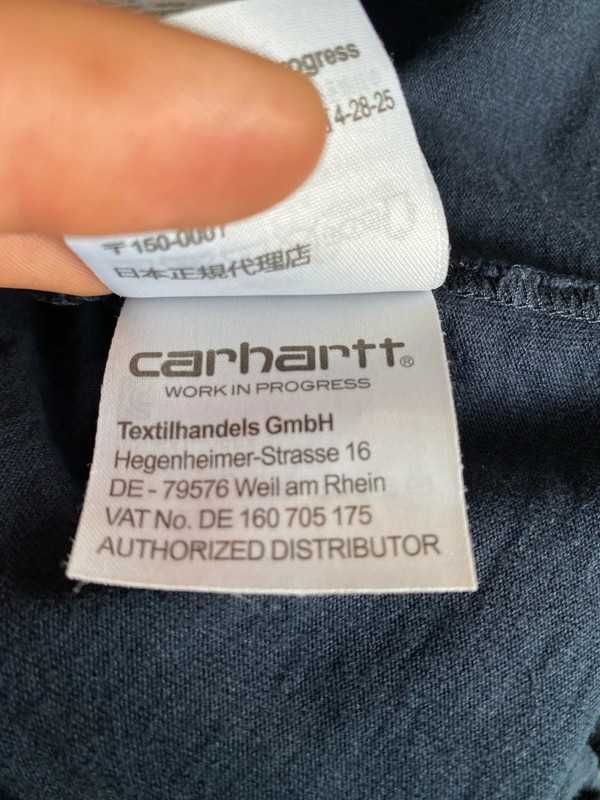 4-28-25
〒150-0001
日本正規代理店
carhartt®
WORK IN PROGRESS
Textilhandels GmbH
Hegenheimer-Strasse 16
DE - 79576 Weil am Rhein
VAT No. DE 160 705 175
AUTHORIZED DISTRIBUTOR